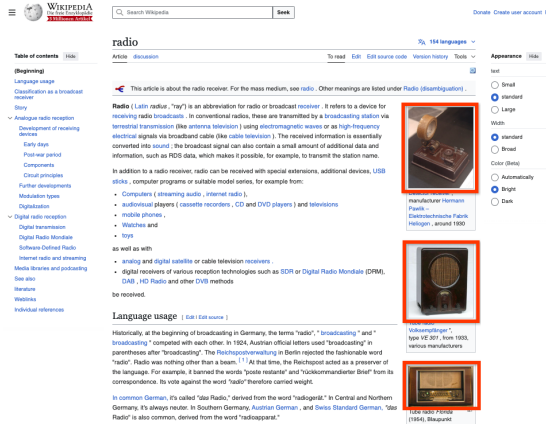 WIKIPEDIA
Die freie Enzyklopädie
3 Millionen Artikel
Search Wikipedia
Seek
Donate Create user account
radio
154 languages
Article discussion
To read Edit Edit source code Version history Tools
Table of contents Hide
(Beginning)
Language usage
Classification as a broadcast
receiver
Story
Analogue radio reception
Development of receiving
devices
Early days
Post-war period
Components
Circuit principles
Further developments
Modulation types
Digitalization
Digital radio reception
Digital transmission
Digital Radio Mondiale
Software-Defined Radio
Internet radio and streaming
Media libraries and podcasting
See also
literature
Weblinks
Individual references
This article is about the radio receiver. For the mass medium, see radio . Other meanings are listed under Radio (disambiguation) .
Radio ( Latin radius , "ray") is an abbreviation for radio or broadcast receiver . It refers to a device for
receiving radio broadcasts . In conventional radios, these are transmitted by a broadcasting station via
terrestrial transmission (like antenna television ) using electromagnetic waves or as high-frequency
electrical signals via broadband cable (like cable television ). The received information is essentially
converted into sound ; the broadcast signal can also contain a small amount of additional data and
information, such as RDS data, which makes it possible, for example, to transmit the station name.
In addition to a radio receiver, radio can be received with special extensions, additional devices, USB
sticks , computer programs or suitable model series, for example from:
Computers ( streaming audio , internet radio ),
audiovisual players ( cassette recorders , CD and DVD players ) and televisions
mobile phones ,
Watches and
toys
as well as with
analog and digital satellite or cable television receivers .
digital receivers of various reception technologies such as SDR or Digital Radio Mondiale (DRM),
DAB , HD Radio and other DVB methods
be received.
Language usage [ Edit | Edit source ]
Historically, at the beginning of broadcasting in Germany, the terms "radio", " broadcasting " and "
broadcasting " competed with each other. In 1924, Austrian official letters used "broadcasting" in
parentheses after "broadcasting". The Reichspostverwaltung in Berlin rejected the fashionable word
"radio". Radio was nothing other than a beam. [ 1 ] At that time, the Reichspost acted as a preserver of
the language. For example, it banned the words "poste restante" and "rückkommandierter Brief" from its
correspondence. Its vote against the word "radio" therefore carried weight.
In common German, it's called "das Radio," derived from the word "radiogerät." In Central and Northern
Germany, it's always neuter. In Southern Germany, Austrian German , and Swiss Standard German, "das
Radio" is also common, derived from the word "radioapparat."
manufacturer Hermann
Pawlik –
Elektrotechnische Fabrik
Heliogen , around 1930
Volksempfänger ",
type VE 301 , from 1933,
various manufacturers
Tube radio Florida
(1954), Blaupunkt
Appearance Hide
text
Small
standard
Large
Width
standard
Broad
Color (Beta)
Automatically
Bright
Dark